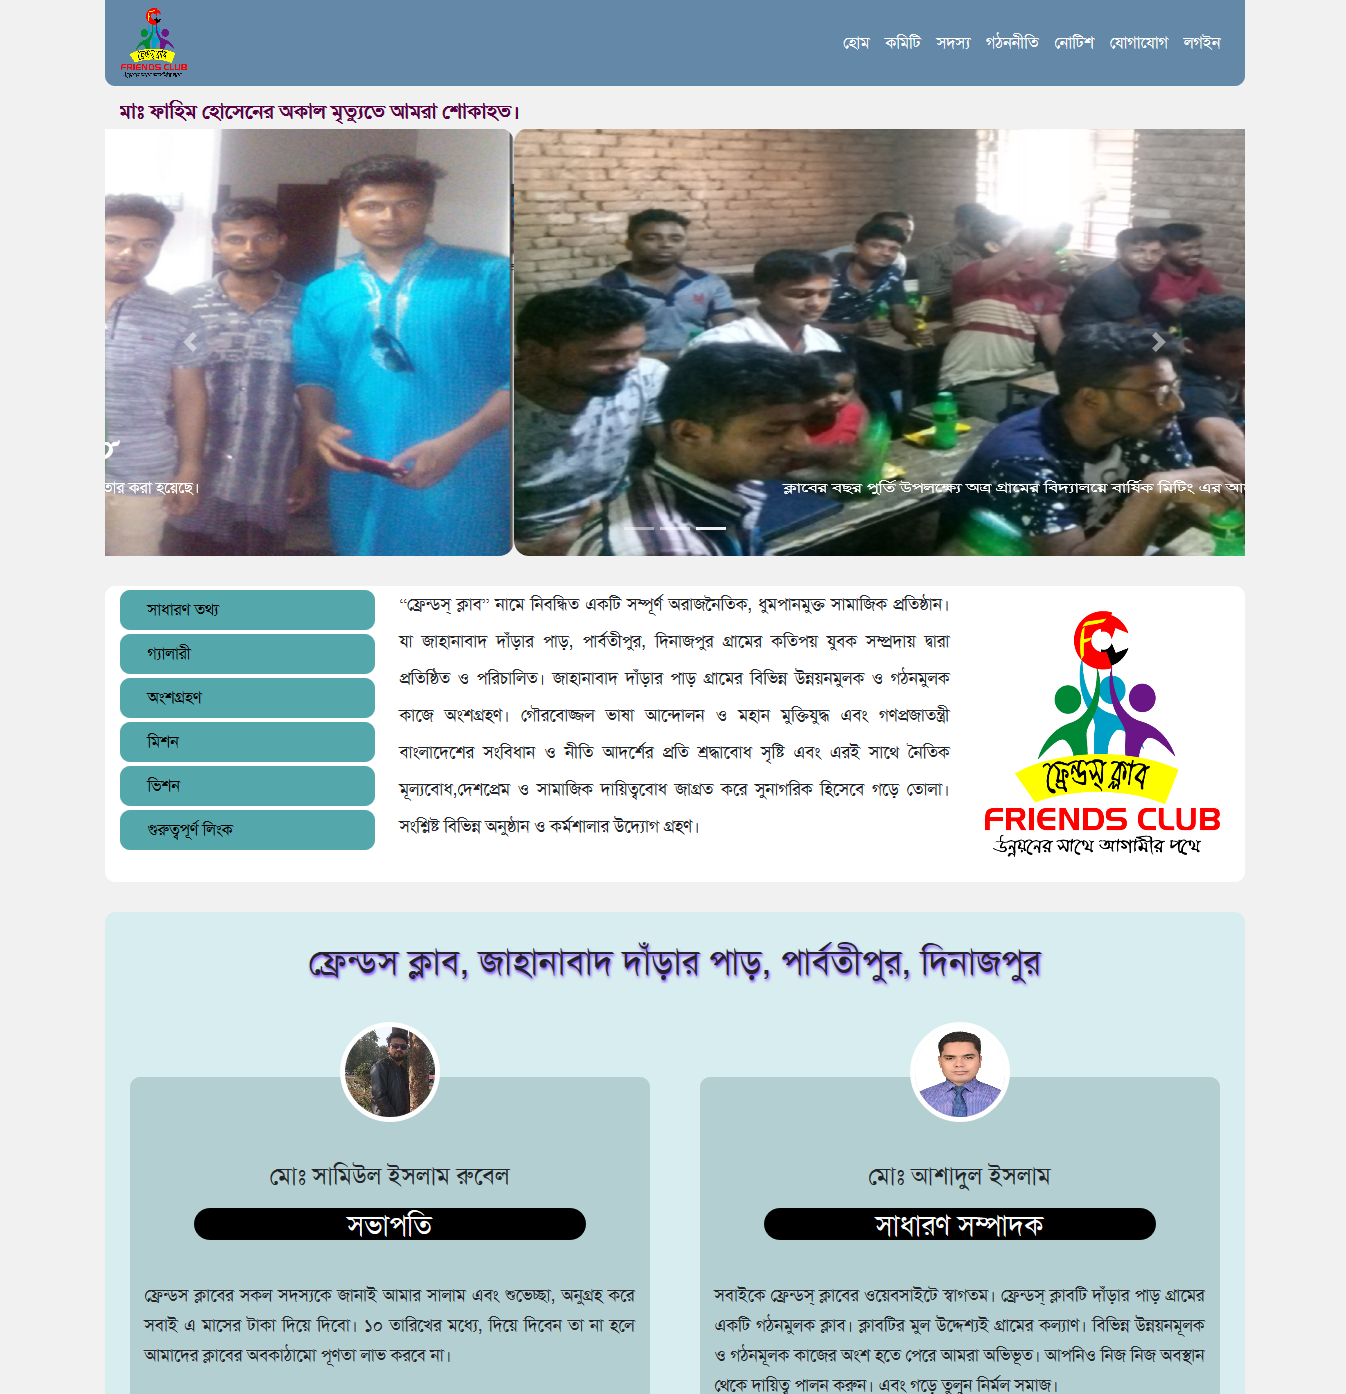 ফ্রেন্ডস্ ক্লাব
FRIENDS CLUB
হোম কমিটি সদস্য গঠননীতি নোটিশ যোগাযোগ লগইন
মাঃ ফাহিম হোসেনের অকাল মৃত্যুতে আমরা শোকাহত।
তার করা হয়েছে।
ক্লাবের বছর পুর্তি উপলক্ষ্যে অত্র গ্রামের বিদ্যালয়ে বার্ষিক মিটিং এর আ
সাধারণ তথ্য
গ্যালারী
অংশগ্রহণ
মিশন
ভিশন
গুরুত্বপূর্ণ লিংক
“ফ্রেন্ডস্ ক্লাব” নামে নিবন্ধিত একটি সম্পূর্ণ অরাজনৈতিক, ধুমপানমুক্ত সামাজিক প্রতিষ্ঠান।
যা জাহানাবাদ দাঁড়ার পাড়, পার্বতীপুর, দিনাজপুর গ্রামের কতিপয় যুবক সম্প্রদায় দ্বারা
প্রতিষ্ঠিত ও পরিচালিত। জাহানাবাদ দাঁড়ার পাড় গ্রামের বিভিন্ন উন্নয়নমুলক ও গঠনমুলক
কাজে অংশগ্রহণ। গৌরবোজ্জল ভাষা আন্দোলন ও মহান মুক্তিযুদ্ধ এবং গণপ্রজাতন্ত্রী
বাংলাদেশের সংবিধান ও নীতি আদর্শের প্রতি শ্রদ্ধাবোধ সৃষ্টি এবং এরই সাথে নৈতিক
মূল্যবোধ,দেশপ্রেম ও সামাজিক দায়িত্ববোধ জাগ্রত করে সুনাগরিক হিসেবে গড়ে তোলা।
সংশ্লিষ্ট বিভিন্ন অনুষ্ঠান ও কর্মশালার উদ্যোগ গ্রহণ।
ফ্রেন্ডস্ ক্লাব
FRIENDS CLUB
উন্নয়নের সাথে আগামীর পথে
ফ্রেন্ডস ক্লাব, জাহানাবাদ দাঁড়ার পাড়, পার্বতীপুর, দিনাজপুর
মোঃ সামিউল ইসলাম রুবেল
সভাপতি
ফ্রেন্ডস ক্লাবের সকল সদস্যকে জানাই আমার সালাম এবং শুভেচ্ছা, অনুগ্রহ করে
সবাই এ মাসের টাকা দিয়ে দিবো। ১০ তারিখের মধ্যে, দিয়ে দিবেন তা না হলে
আমাদের ক্লাবের অবকাঠামো পূণতা লাভ করবে না।
মোঃ আশাদুল ইসলাম
সাধারণ সম্পাদক
সবাইকে ফ্রেন্ডস্ ক্লাবের ওয়েবসাইটে স্বাগতম। ফ্রেন্ডস্ ক্লাবটি দাঁড়ার পাড় গ্রামের
একটি গঠনমুলক ক্লাব। ক্লাবটির মুল উদ্দেশ্যই গ্রামের কল্যাণ। বিভিন্ন উন্নয়নমূলক
ও গঠনমূলক কাজের অংশ হতে পেরে আমরা অভিভূত। আপনিও নিজ নিজ অবস্থান
থেকে দায়িত্ব পালন করুন। এবং গড়ে তুলুন নির্মল সমাজ।